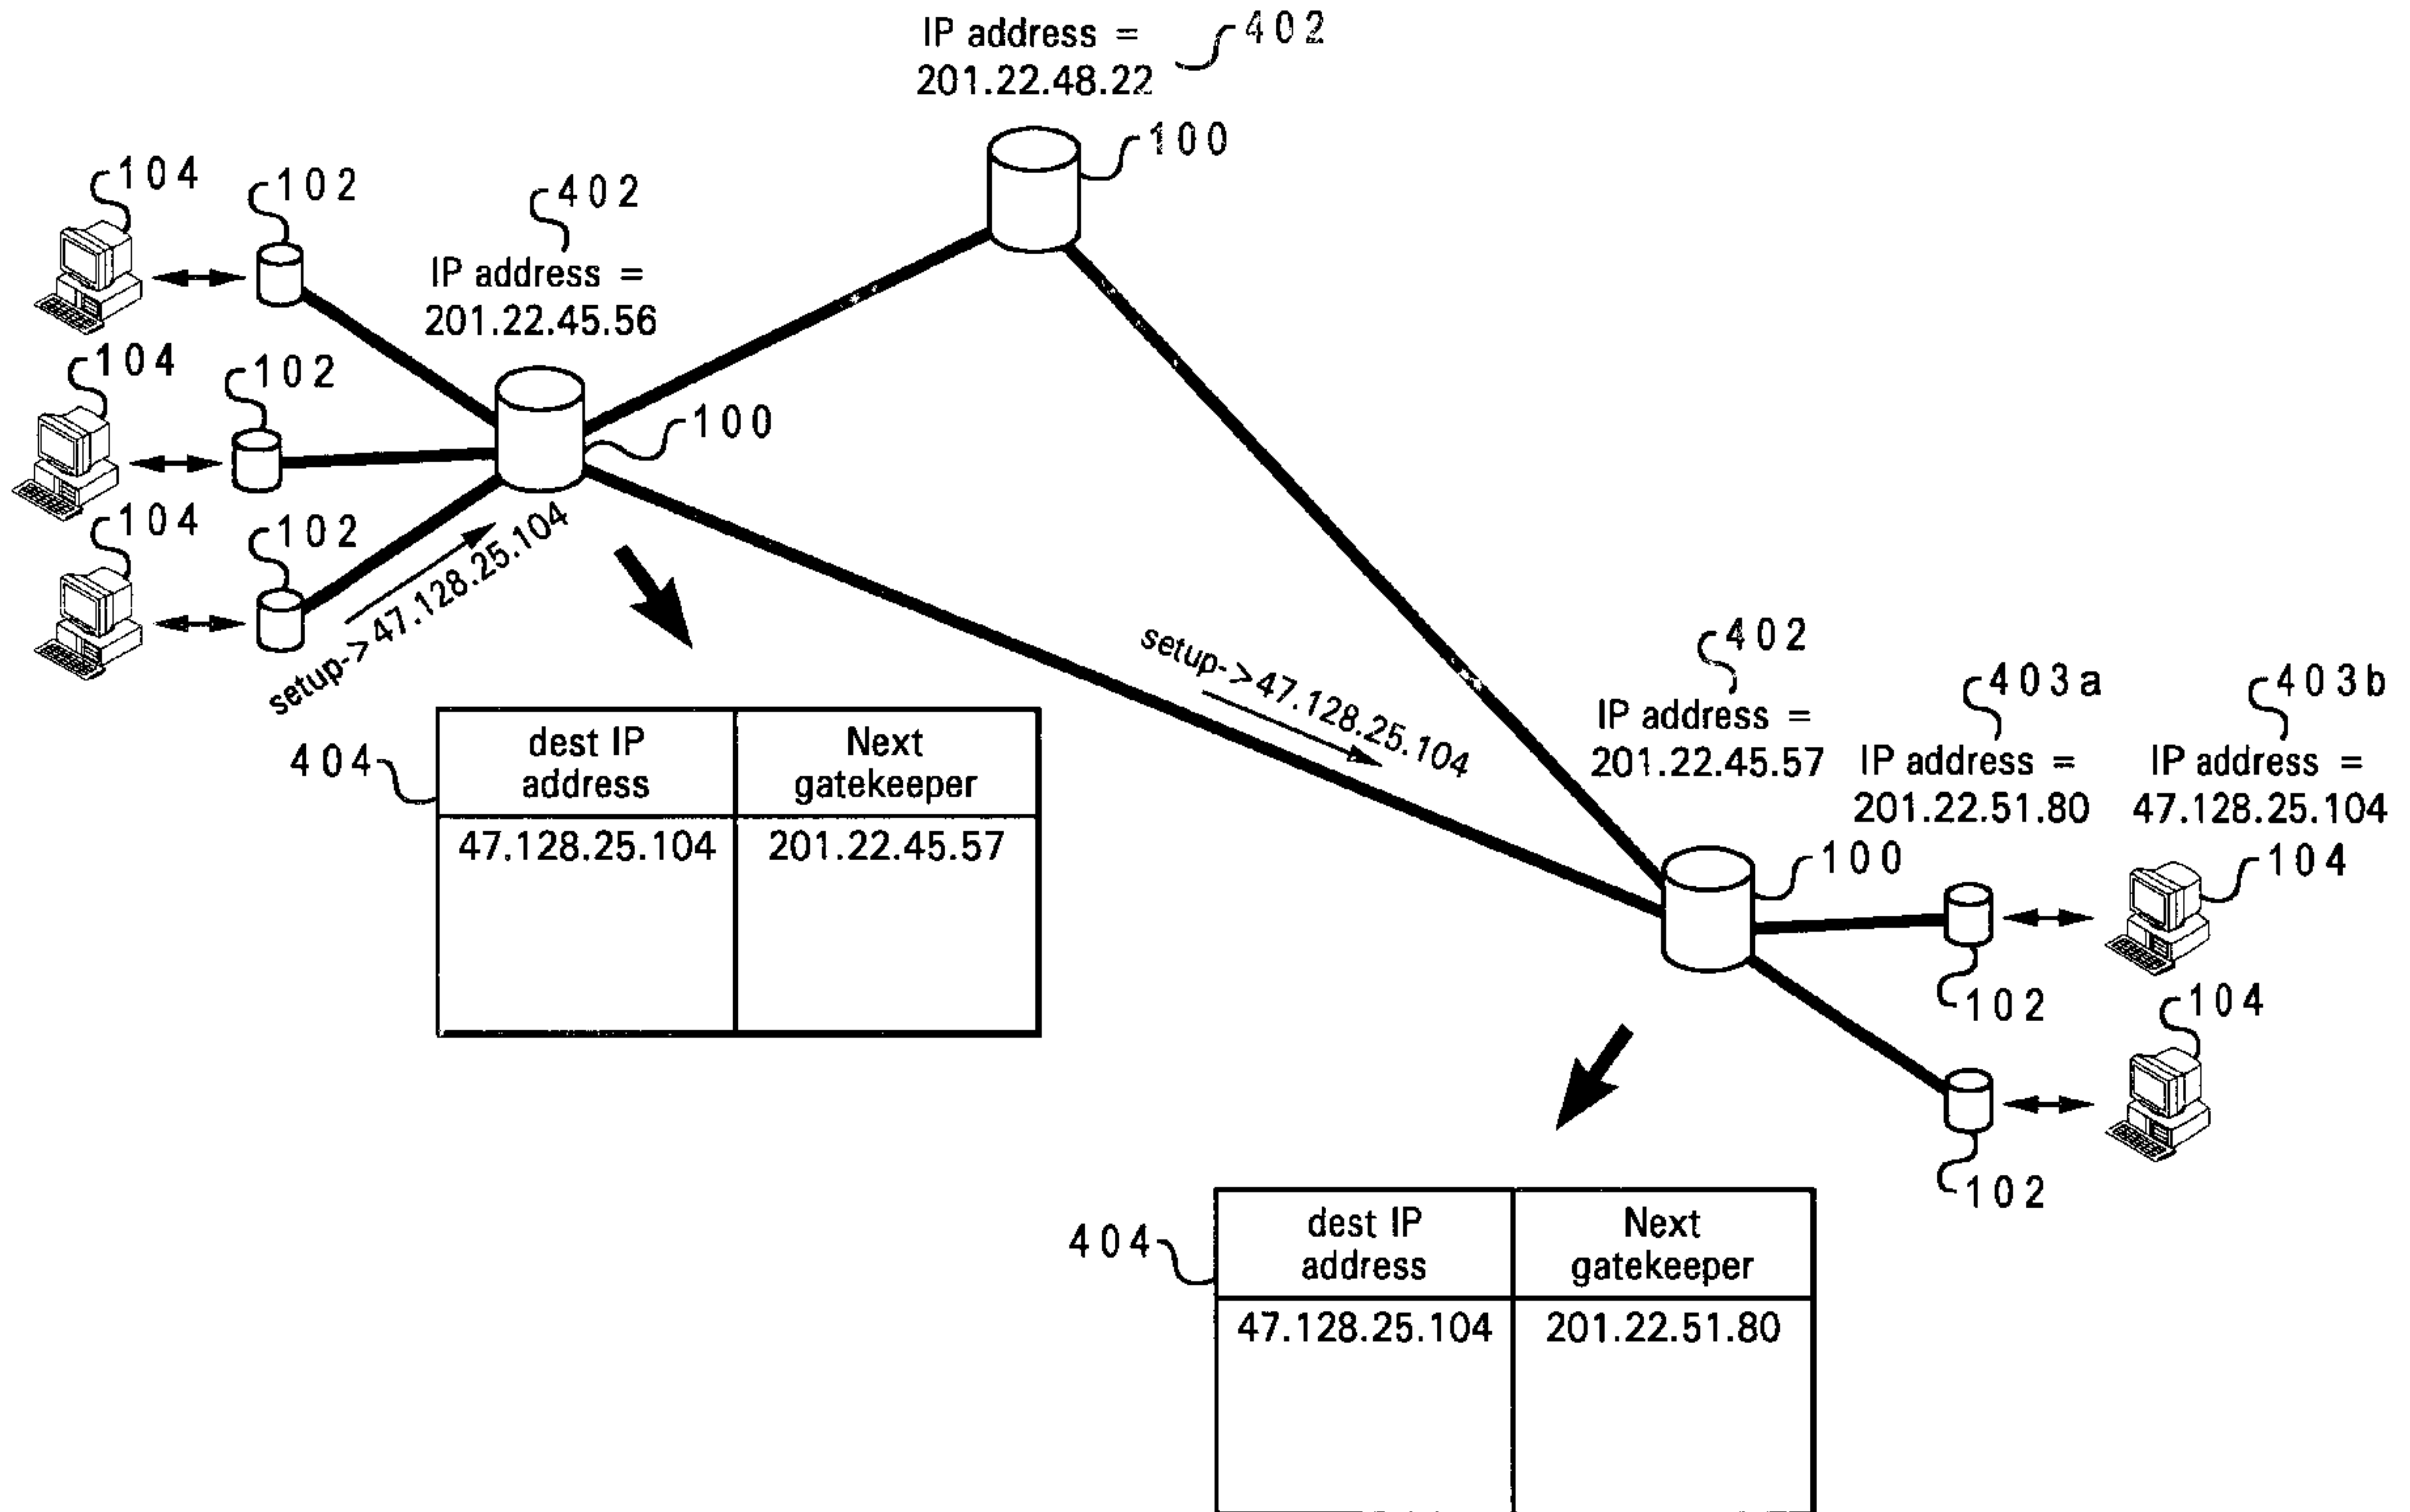 IP address =
201.22.48.22
402
100
104
102
402
IP address =
201.22.45.56
104
102
100
104
102
setup->47.128.25.104
setup->47.128.25.104
402
IP address =
201.22.45.57
403a
IP address =
201.22.51.80
403b
IP address =
47.128.25.104
404
dest IP
address
Next
gatekeeper
47.128.25.104
201.22.45.57
100
104
102
104
102
404
dest IP
address
Next
gatekeeper
47.128.25.104
201.22.51.80